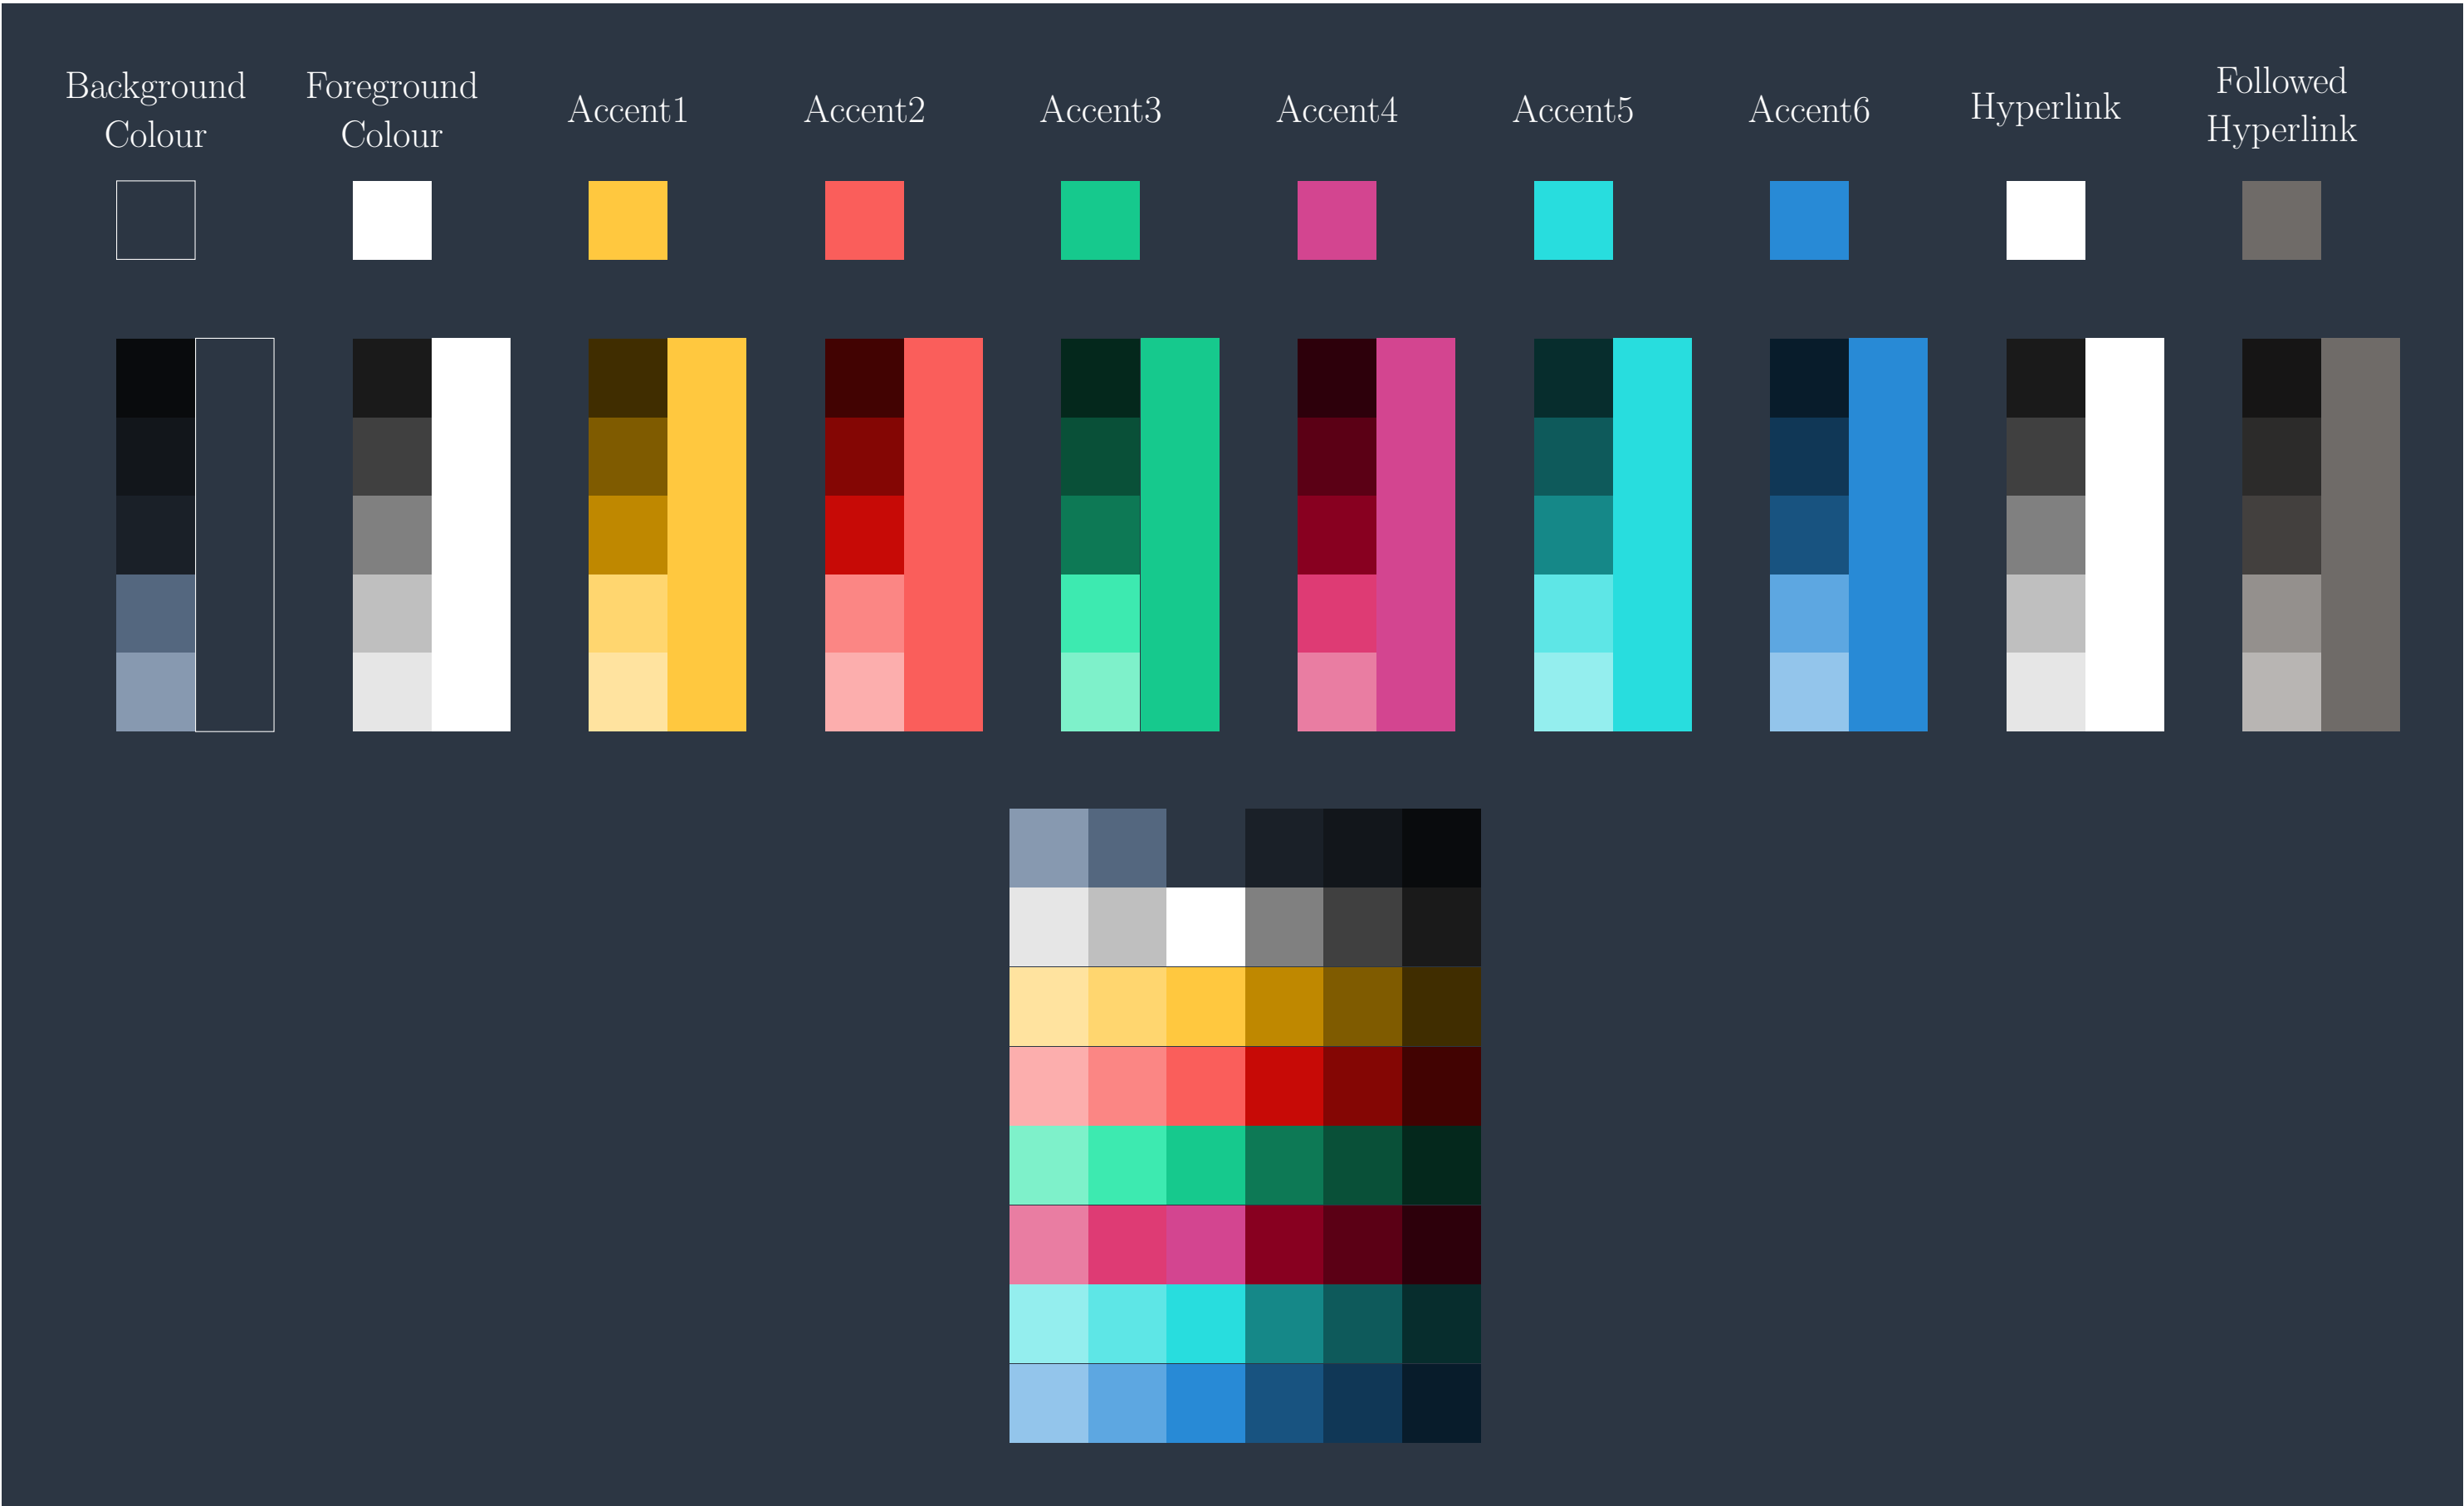 Background
Colour
Foreground
Colour
Accent1
Accent2
Accent3
Accent4
Accent5
Accent6
Hyperlink
Followed
Hyperlink